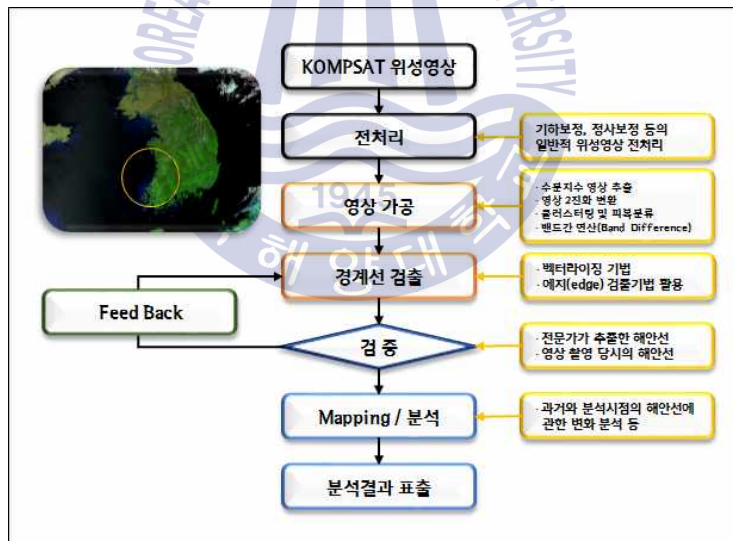 KOMPSAT 위성영상
전처리
기하보정, 정사보정 등의
일반적 위성영상 전처리
영상 가공
· 수분지수 영상 추출
· 영상 2진화 변환
· 클러스터링 및 피복분류
· 밴드간 연산(Band Difference)
경계선 검출
· 벡터라이징 기법
· 에지(edge) 검출기법 활용
Feed Back
검 증
· 전문가가 추출한 해안선
· 영상 촬영 당시의 해안선
Mapping / 분석
· 과거와 분석시점의 해안선에
관한 변화 분석 등
분석결과 표출
1945
해양대학